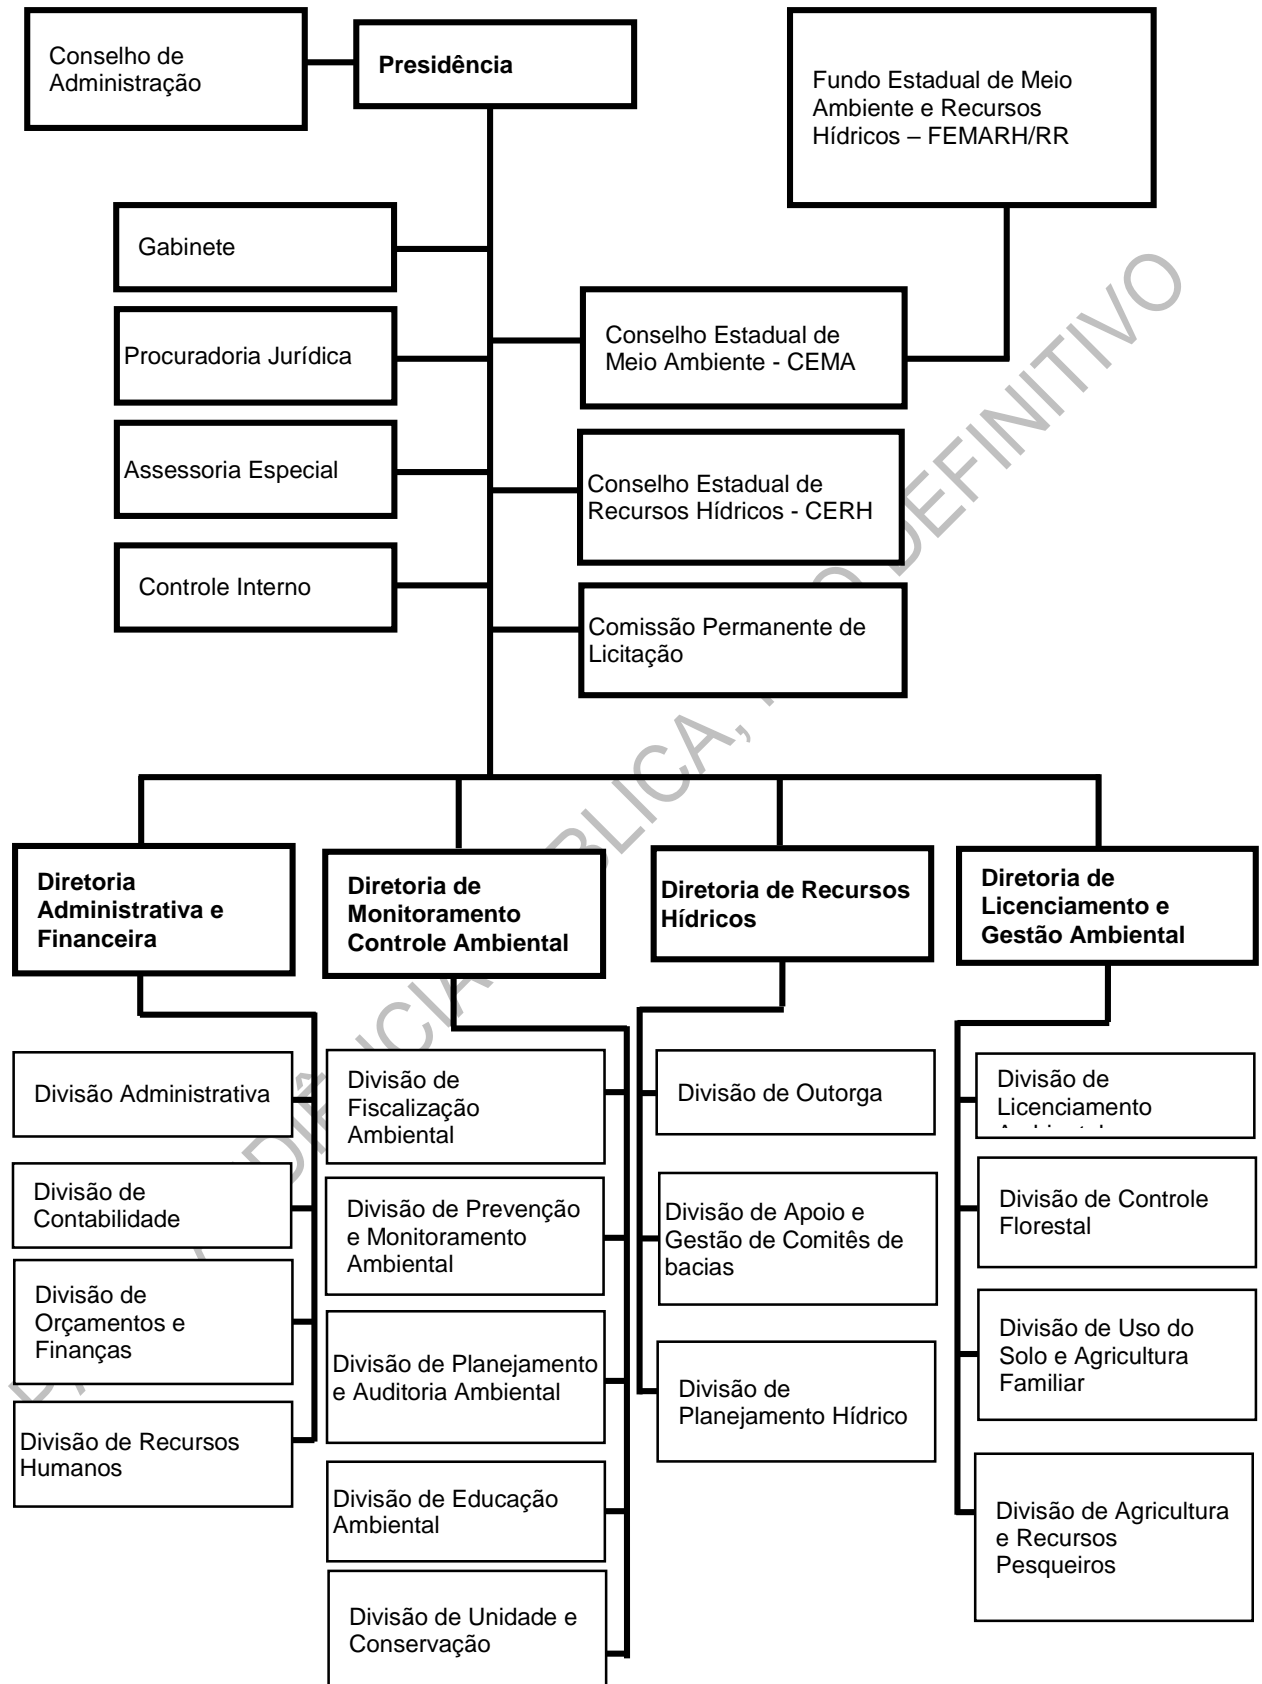 Conselho de
Administração
Presidência
Fundo Estadual de Meio
Ambiente e Recursos
Hídricos – FEMARH/RR
Gabinete
Procuradoria Jurídica
Assessoria Especial
Controle Interno
Conselho Estadual de
Meio Ambiente - CEMA
Conselho Estadual de
Recursos Hídricos - CERH
Comissão Permanente de
Licitação
Diretoria
Administrativa e
Financeira
Diretoria de
Monitoramento
Controle Ambiental
Diretoria de Recursos
Hídricos
Diretoria de
Licenciamento e
Gestão Ambiental
Divisão Administrativa
Divisão de
Contabilidade
Divisão de
Orçamentos e
Finanças
Divisão de Recursos
Humanos
Divisão de
Fiscalização
Ambiental
Divisão de Prevenção
e Monitoramento
Ambiental
Divisão de Planejamento
e Auditoria Ambiental
Divisão de Educação
Ambiental
Divisão de Unidade e
Conservação
Divisão de Outorga
Divisão de Apoio e
Gestão de Comitês de
bacias
Divisão de
Planejamento Hídrico
Divisão de
Licenciamento
Divisão de Controle
Florestal
Divisão de Uso do
Solo e Agricultura
Familiar
Divisão de Agricultura
e Recursos
Pesqueiros
DEFINITIVO